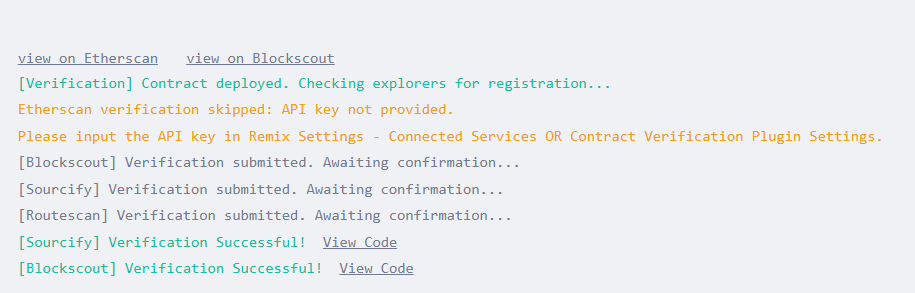 view on Etherscan view on Blockscout
[Verification] Contract deployed. Checking explorers for registration...
Etherscan verification skipped: API key not provided.
Please input the API key in Remix Settings - Connected Services OR Contract Verification Plugin Settings.
[Blockscout] Verification submitted. Awaiting confirmation...
[Sourcify] Verification submitted. Awaiting confirmation...
[Routescan] Verification submitted. Awaiting confirmation...
[Sourcify] Verification Successful! View Code
[Blockscout] Verification Successful! View Code